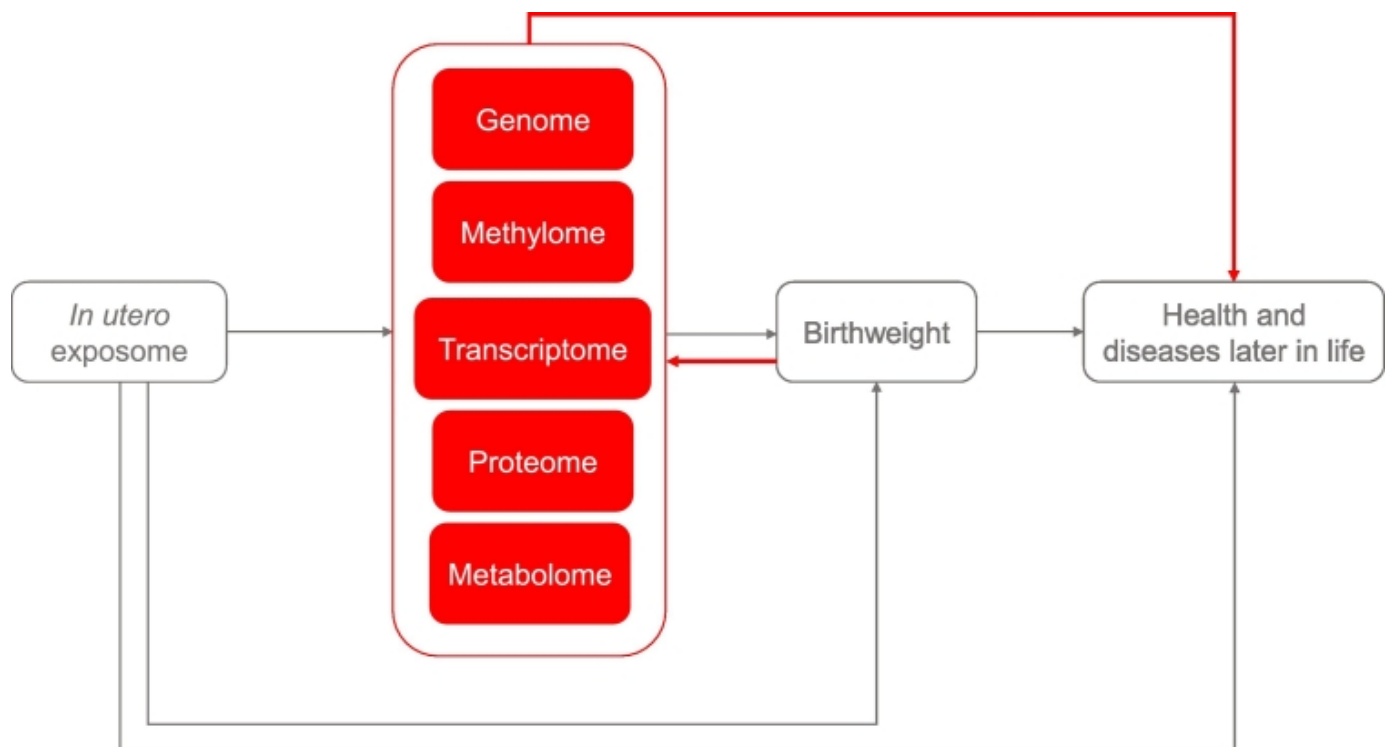 Genome
Methylome
In utero
exposome
Transcriptome
Birthweight
Health and
diseases later in life
Proteome
Metabolome